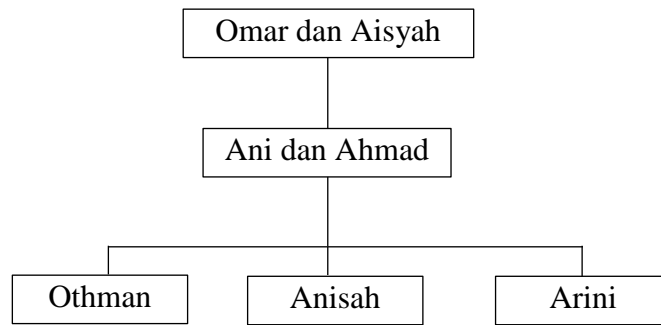 Omar dan Aisyah
Ani dan Ahmad
Othman
Anisah
Arini